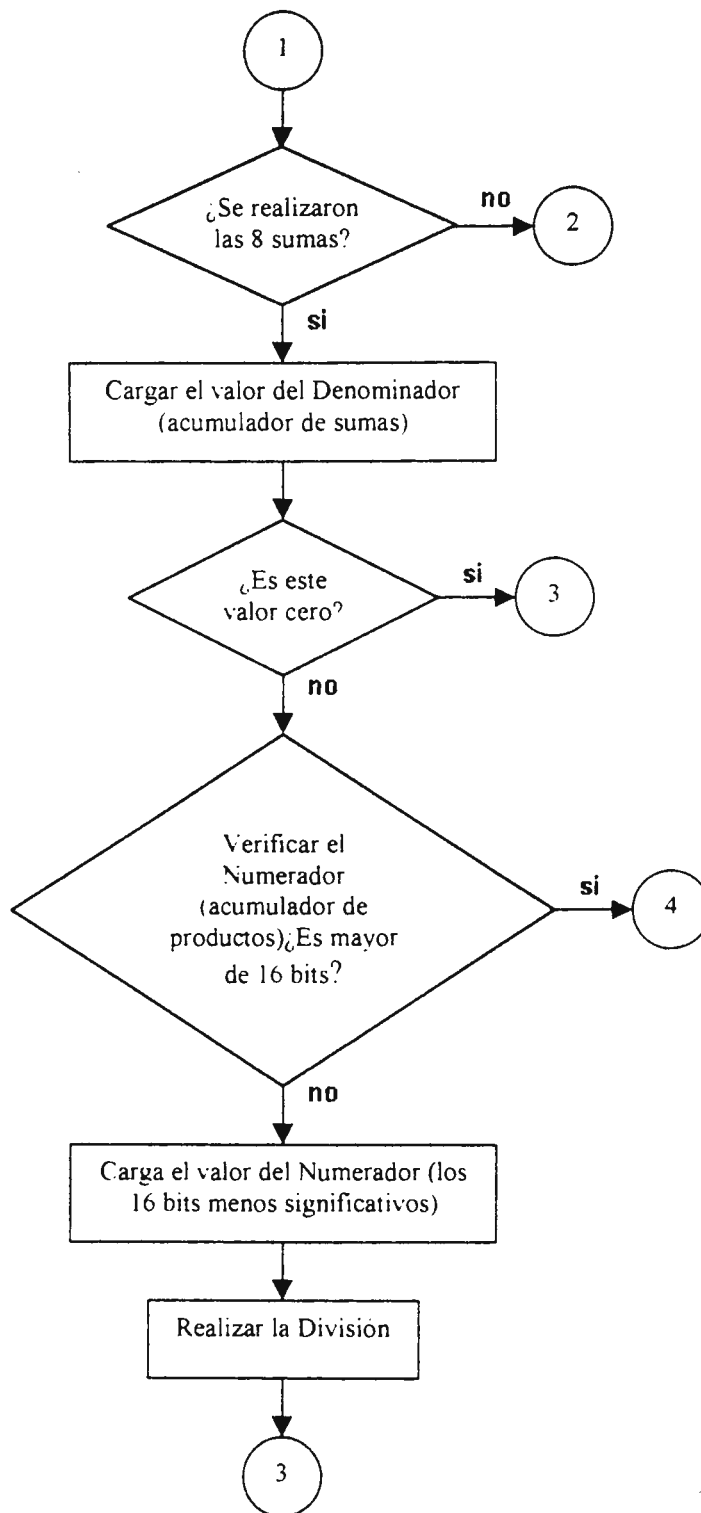 1
¿Se realizaron
las 8 sumas?
no
2
si
Cargar el valor del Denominador
(acumulador de sumas)
¿Es este
valor cero?
si
3
no
Verificar el
Numerador
(acumulador de
productos)¿Es mayor
de 16 bits?
si
4
no
Carga el valor del Numerador (los
16 bits menos significativos)
Realizar la División
3